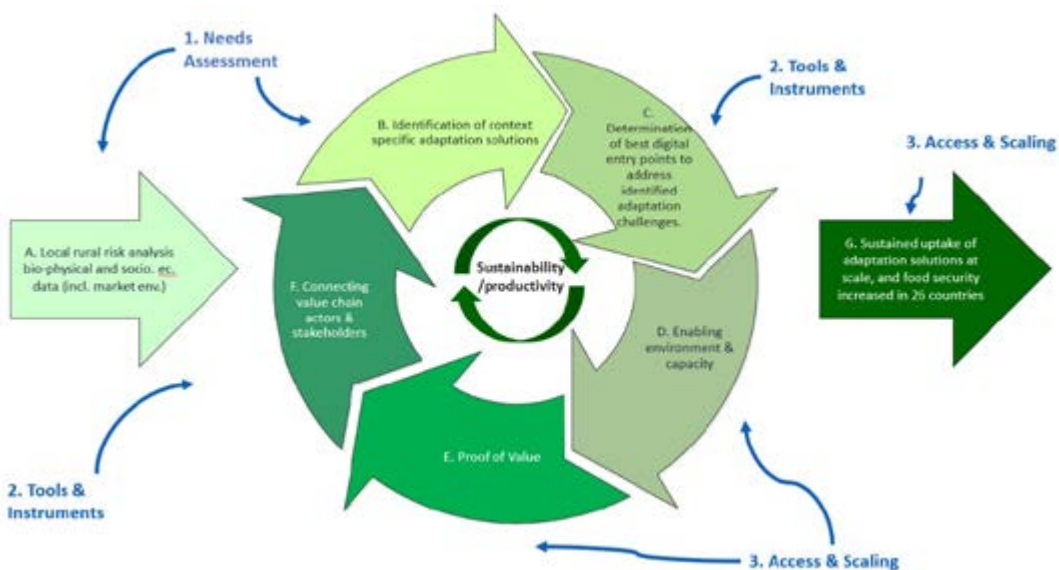 1. Needs
Assessment
2. Tools &
Instruments
3. Access & Scaling
B. Identification of context
specific adaptation solutions
C.
Determination
of best digital
entry points to
address
identified
adaptation
challenges.
A. Local rural risk analysis
bio-physical and socio. ec.
data (incl. market env.)
Sustainability
/productivity
G. Sustained uptake of
adaptation solutions at
scale, and food security
increased in 25 countries
F. Connecting
value chain
actors &
stakeholders
D. Enabling
environment &
capacity
E. Proof of Value
2. Tools &
Instruments
3. Access & Scaling